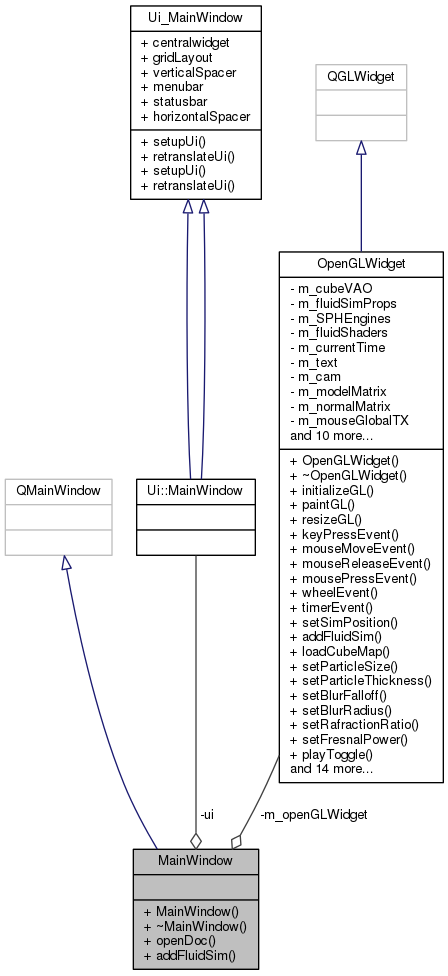 Ui_MainWindow
+ centralwidget
+ gridLayout
+ verticalSpacer
+ menubar
+ statusbar
+ horizontalSpacer
+ setupUi()
+ retranslateUi()
+ setupUi()
+ retranslateUi()
QGLWidget
OpenGLWidget
- m_cubeVAO
- m_fluidSimProps
- m_SPHEngines
- m_fluidShaders
- m_currentTime
- m_text
- m_cam
- m_modelMatrix
- m_normalMatrix
- m_mouseGlobalTX
and 10 more...
+ OpenGLWidget()
+ ~OpenGLWidget()
+ initializeGL()
+ paintGL()
+ resizeGL()
+ keyPressEvent()
+ mouseMoveEvent()
+ mouseReleaseEvent()
+ mousePressEvent()
+ wheelEvent()
+ timerEvent()
+ setSimPosition()
+ addFluidSim()
+ loadCubeMap()
+ setParticleSize()
+ setParticleThickness()
+ setBlurFalloff()
+ setBlurRadius()
+ setRafractionRatio()
+ setFresnalPower()
+ playToggle()
and 14 more...
QMainWindow
Ui::MainWindow
-ui
-m_openGLWidget
MainWindow
+ MainWindow()
+ ~MainWindow()
+ openDoc()
+ addFluidSim()